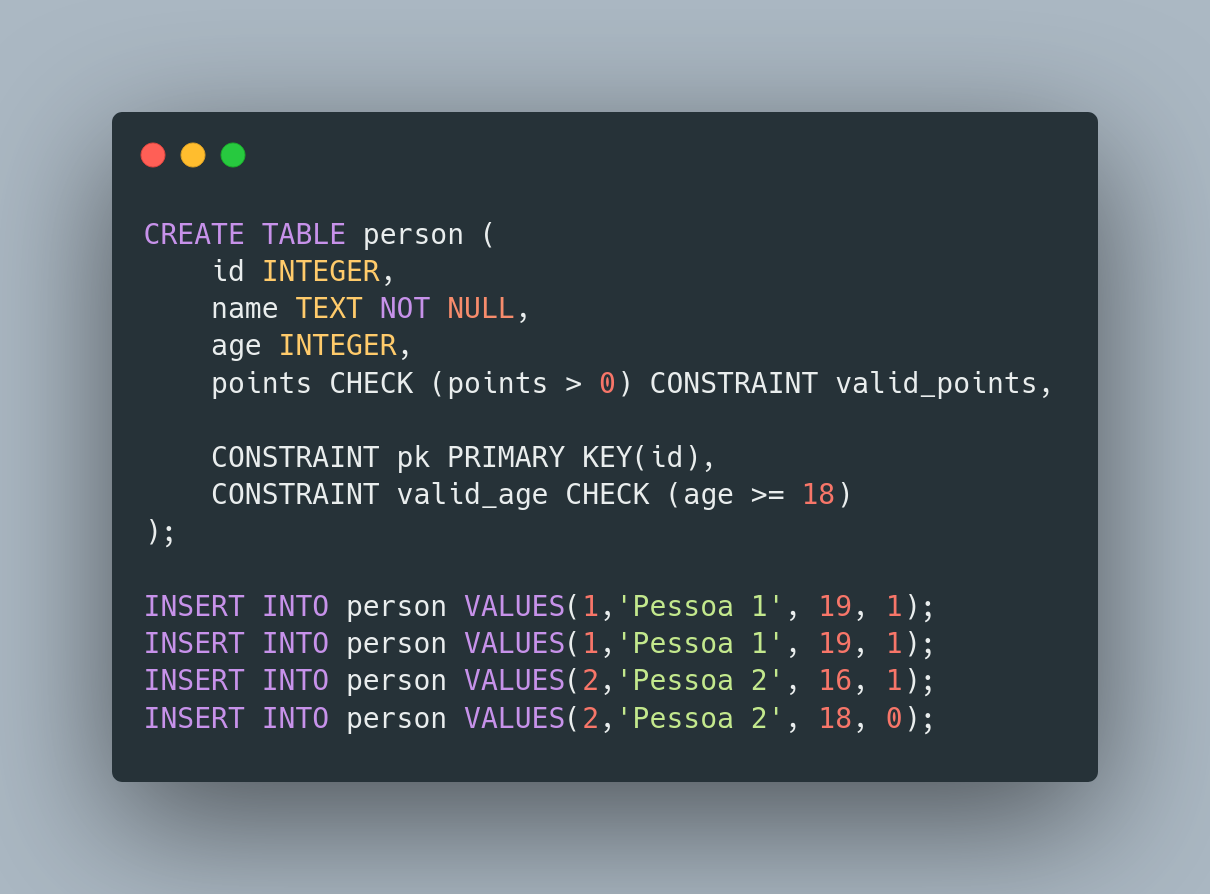 CREATE TABLE person (
    id INTEGER,
    name TEXT NOT NULL,
    age INTEGER,
    points CHECK (points > 0) CONSTRAINT valid_points,

    CONSTRAINT pk PRIMARY KEY(id),
    CONSTRAINT valid_age CHECK (age >= 18)
);

INSERT INTO person VALUES(1,'Pessoa 1', 19, 1);
INSERT INTO person VALUES(1,'Pessoa 1', 19, 1);
INSERT INTO person VALUES(2,'Pessoa 2', 16, 1);
INSERT INTO person VALUES(2,'Pessoa 2', 18, 0);